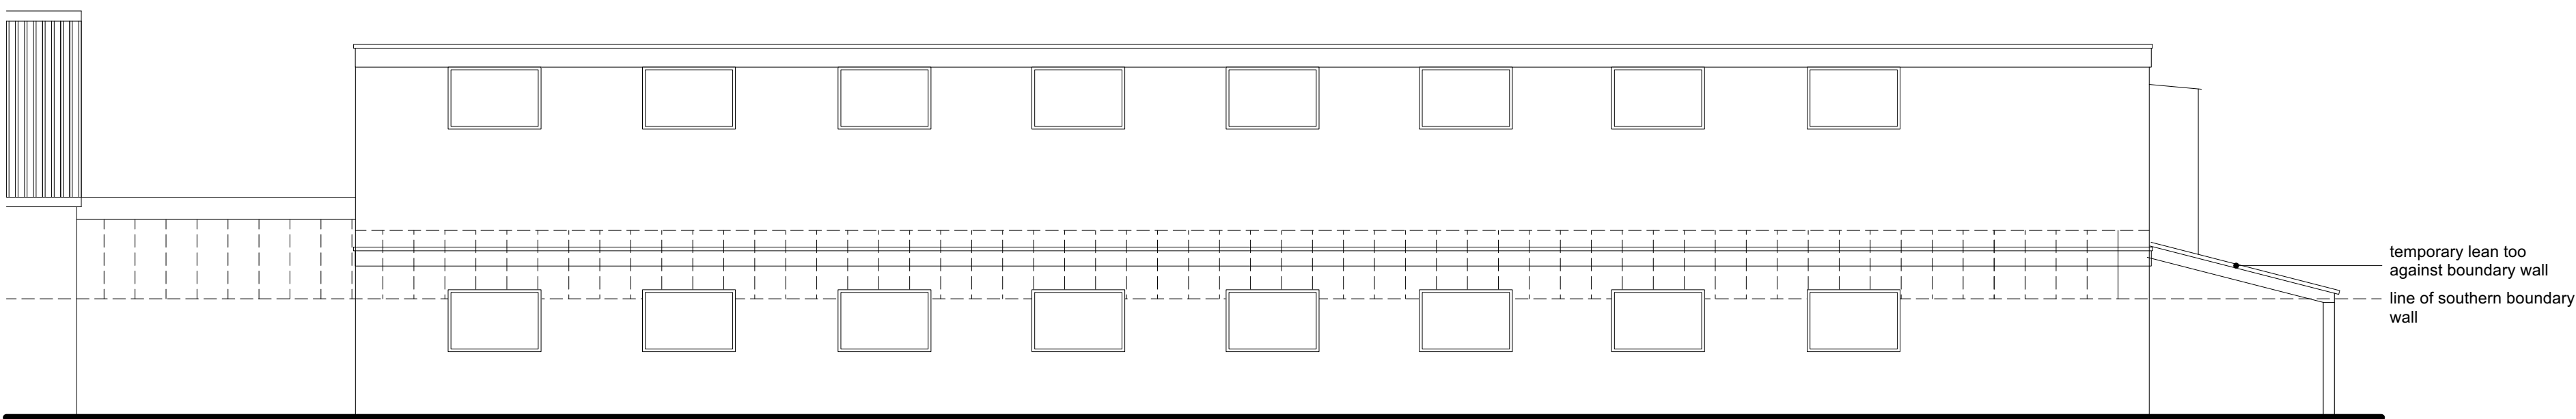 temporary lean too
against boundary wall
line of southern boundary
wall